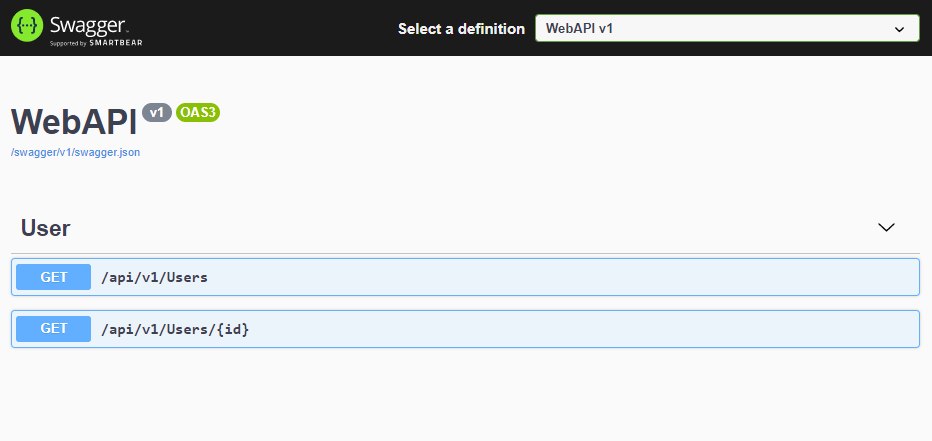 {···} Swagger.
Supported by SMARTBEAR
Select a definition
WebAPI v1
WebAPI v1 OAS3
/swagger/v1/swagger.json
User
GET /api/v1/Users
GET /api/v1/Users/{id}